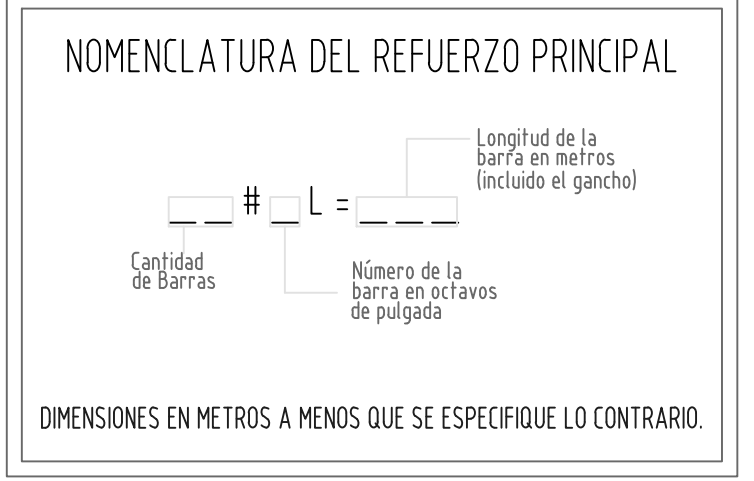 NOMENCLATURA DEL REFUERZO PRINCIPAL
Longitud de la
barra en metros
(incluido el gancho)
__ __ # __ L = __ __ __
Cantidad
de Barras
Número de la
barra en octavos
de pulgada
DIMENSIONES EN METROS A MENOS QUE SE ESPECIFIQUE LO CONTRARIO.